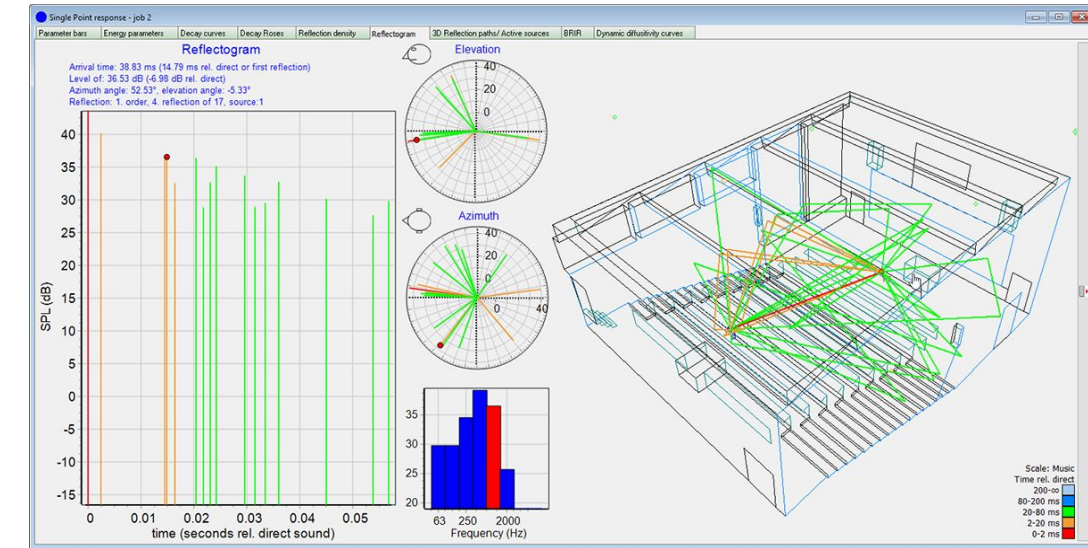 Single Point response - job 2
Parameter bars Energy parameters Decay curves Decay Roses Reflection density Reflectogram 3D Reflection paths/ Active sources BRIR Dynamic diffusitivity curves
Reflectogram
Arrival time: 38.83 ms (14.79 ms rel. direct or first reflection)
Level of: 36.53 dB (-6.98 dB rel. direct)
Azimuth angle: 52.53°, elevation angle: -5.33°
Reflection: 1. order, 4. reflection of 17, source:1
SPL (dB)
40
35
30
25
20
15
10
5
0
-5
-10
-15
0 0.01 0.02 0.03 0.04 0.05
time (seconds rel. direct sound)
Elevation
40
20
0
Azimuth
40
20
0
0 40
35
30
25
20
63 250 2000
Frequency (Hz)
Scale: Music
Time rel. direct
200-∞
80-200 ms
20-80 ms
2-20 ms
0-2 ms